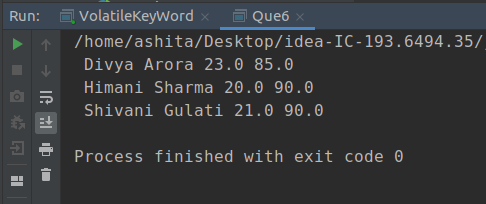 Run: VolatileKeyWord × Que6 ×
/home/ashita/Desktop/idea-IC-193.6494.35/
Divya Arora 23.0 85.0
Himani Sharma 20.0 90.0
Shivani Gulati 21.0 90.0
Process finished with exit code 0